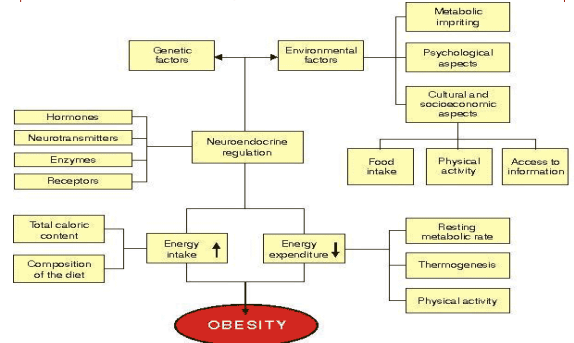 Metabolic
impriting
Genetic
factors
Environmental
factors
Psychological
aspects
Cultural and
socioeconomic
aspects
Hormones
Neurotransmitters
Enzymes
Receptors
Neuroendocrine
regulation
Food
intake
Physical
activity
Access to
information
Total caloric
content
Composition
of the diet
Energy
intake
Energy
expenditure
Resting
metabolic rate
Thermogenesis
Physical activity
OBESITY